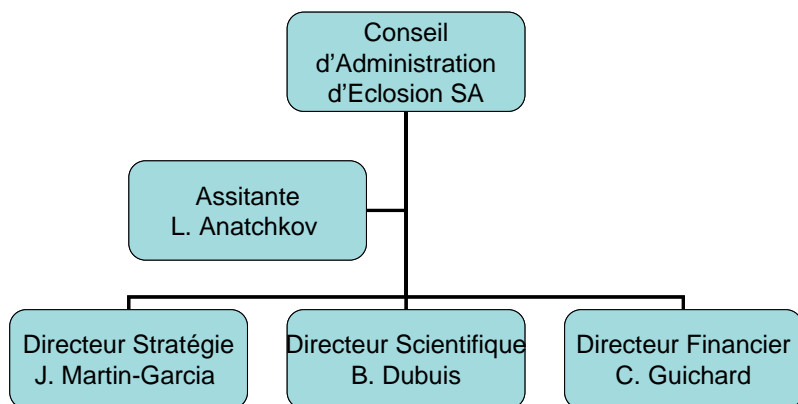 Conseil
d'Administration
d'Eclosion SA
Assitante
L. Anatchkov
Directeur Stratégie
J. Martin-Garcia
Directeur Scientifique
B. Dubuis
Directeur Financier
C. Guichard